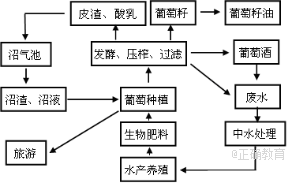 皮渣、酸乳
葡萄籽
葡萄籽油
沼气池
发酵、压榨、过滤
葡萄酒
沼渣、沼液
葡萄种植
废水
生物肥料
中水处理
旅游
水产养殖
@正确教育